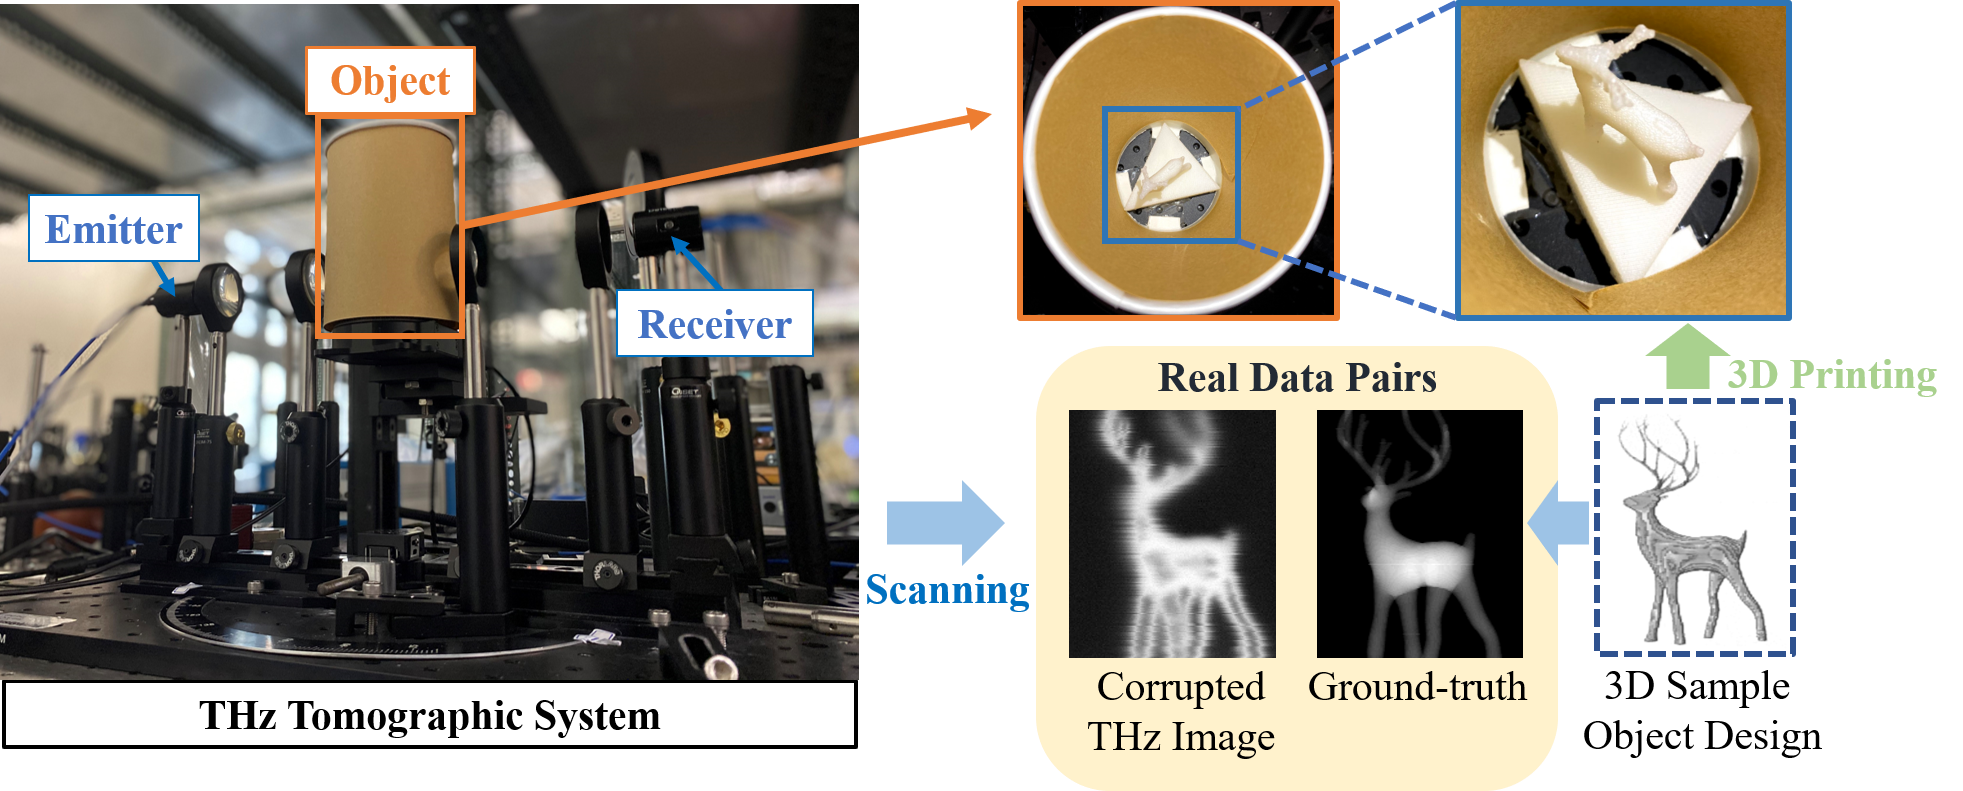 Object
Emitter
Receiver
THz Tomographic System
Scanning
Real Data Pairs
Corrupted
THz Image
Ground-truth
3D Printing
3D Sample
Object Design